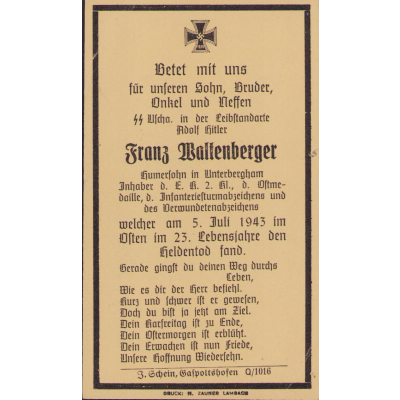 Betet mit uns
für unseren Sohn, Bruder,
Onkel und Neffen
SS Uscha. in der Leibstandarte
Adolf Hitler
Franz Wallenberger
Humersohn in Unterbergham
Inhaber d. E. K. 2. Kl., d. Ostme-
daille, d. Infanteriesturmabzeichens und
des Verwundetenabzeichens
welcher am 5. Juli 1943 im
Osten im 23. Lebensjahre den
Heldentod fand.
Gerade gingst du deinen Weg durchs
Leben,
Wie es dir der Herr befiehl.
Kurz und schwer ist er gewesen,
Doch du bist ja jetzt am Ziel.
Dein Karfreitag ist zu Ende,
Dein Ostermorgen ist erblüht.
Dein Erwachen ist nun Friede,
Unsere Hoffnung Wiedersehn.
J. Schein, Gaspoltshofen Q/1016
DRUCK: W. ZAUNER LAMBACH